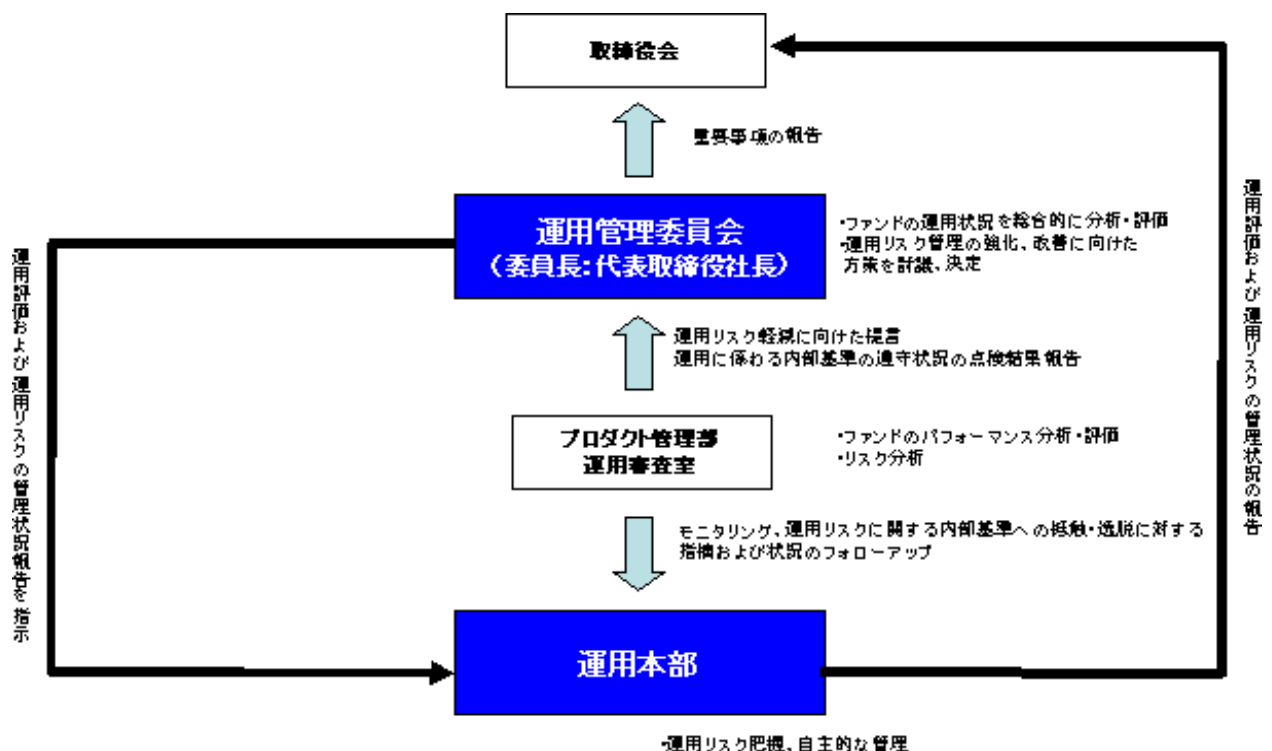 取締役会
重要事項の報告
運用管理委員会
（委員長：代表取締役社長）
・ファンドの運用状況を総合的に分析・評価
・運用リスク管理の強化、改善に向けた
方策を討議、決定
運用リスク軽減に向けた提言
運用に係わる内部基準の遵守状況の点検結果報告
プロダクト管理部
運用審査室
・ファンドのパフォーマンス分析・評価
・リスク分析
モニタリング、運用リスクに関する内部基準への抵触・逸脱に対する
指摘および状況のフォローアップ
運用本部
・運用リスク把握、自主的な管理
運用評価および運用リスクの管理状況報告を指示
運用評価および運用リスクの管理状況の報告